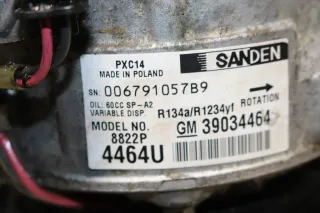 PXC14
MADE IN POLAND
SANDEN
SN: 006791057B9
OIL: 60CC SP-A2
VARIABLE DISP. R134a/R1234yf ROTATION
MODEL NO. GM 39034464
8822P
4464U